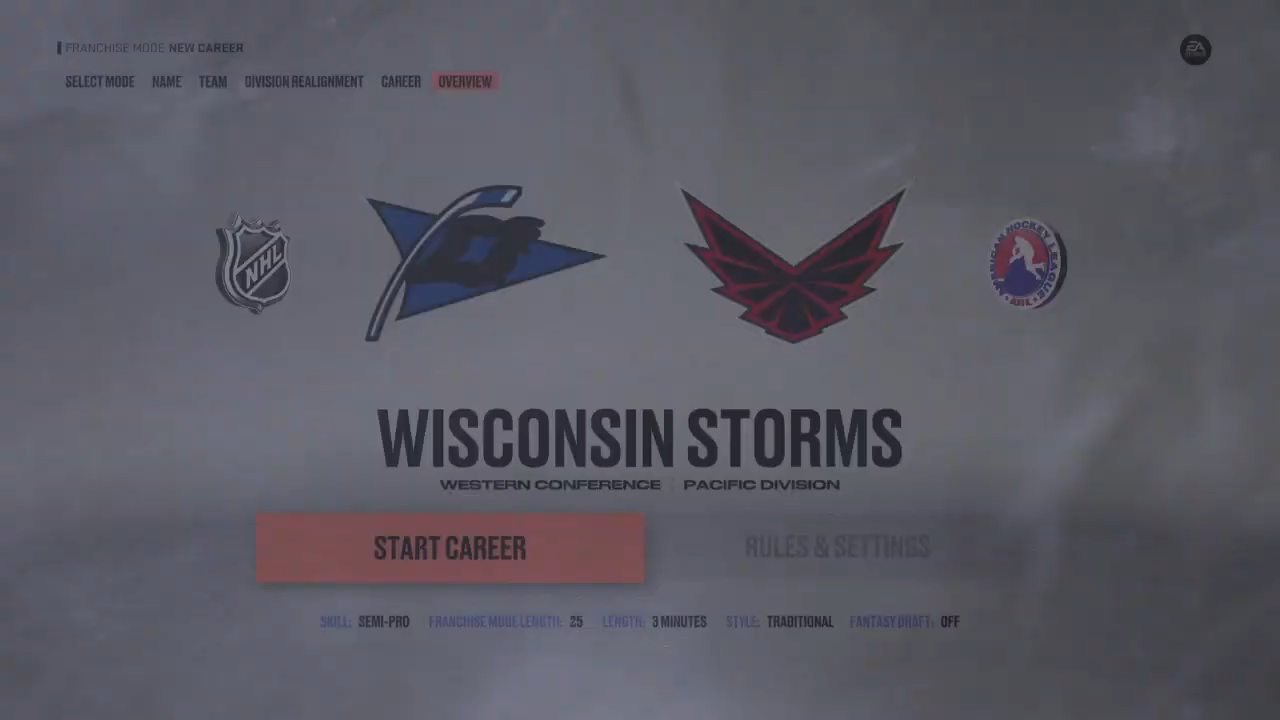 FRANCHISE MODE NEW CAREER
SELECT MODE NAME TEAM DIVISION REALIGNMENT CAREER OVERVIEW
EA
NHL
AMERICAN HOCKEY LEAGUE
AHL
WISCONSIN STORMS
WESTERN CONFERENCE | PACIFIC DIVISION
START CAREER
RULES & SETTINGS
SKILL: SEMI-PRO FRANCHISE MODE LENGTH: 25 LENGTH: 3 MINUTES STYLE: TRADITIONAL FANTASY DRAFT: OFF